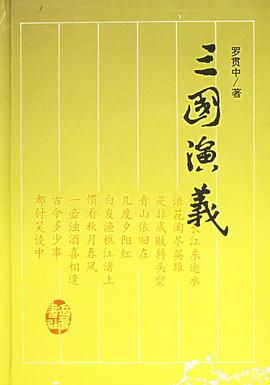 罗贯中/著
三國演義
长江东逝水
浪花淘尽英雄
是非成败转头空
青山依旧在
几度夕阳红
白发渔樵江渚上
惯看秋月春风
一壶浊酒喜相逢
古今多少事
都付笑谈中